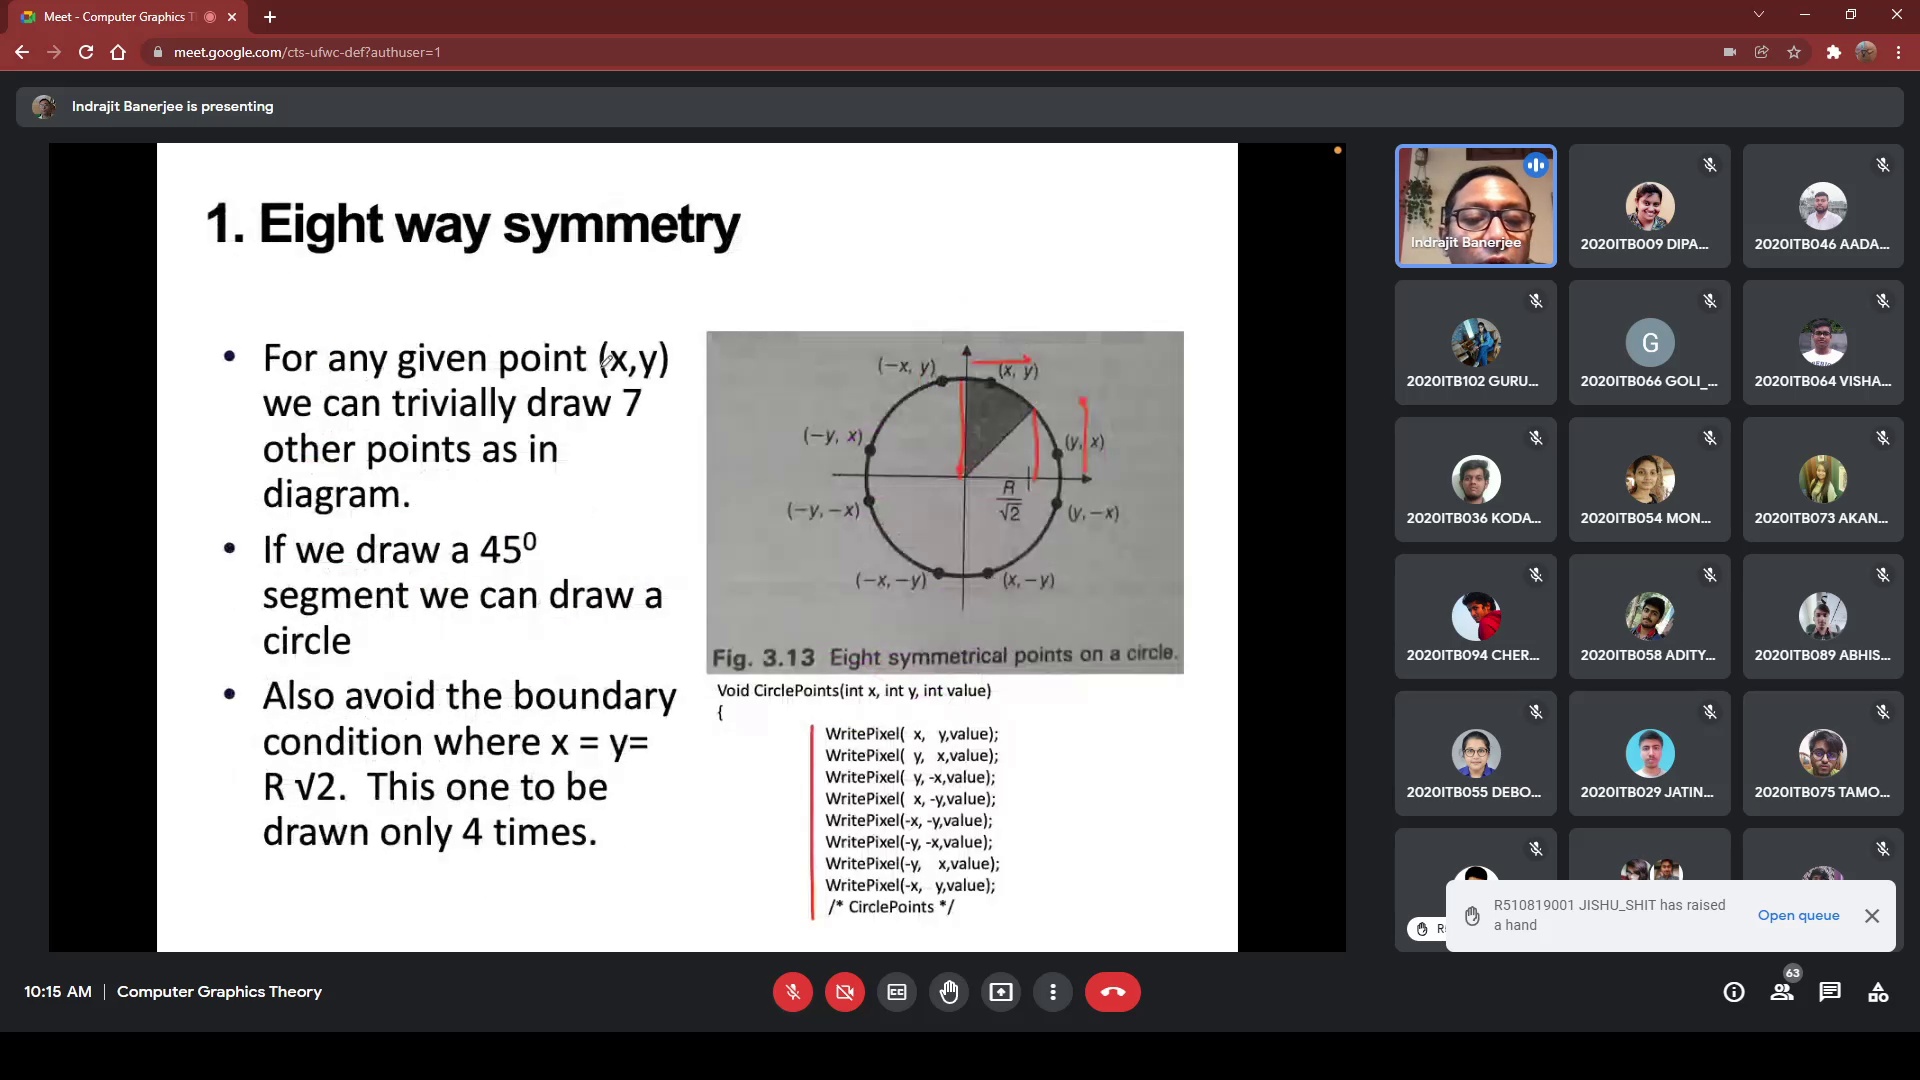 Meet - Computer Graphics T
meet.google.com/cts-ufwc-def?authuser=1
Indrajit Banerjee is presenting
1. Eight way symmetry
• For any given point (x,y)
we can trivially draw 7
other points as in
diagram.
• If we draw a 45⁰
segment we can draw a
circle
• Also avoid the boundary
condition where x = y=
R √2. This one to be
drawn only 4 times.
(−x, y)
(x, y)
(−y, x)
(y, x)
R
√2
(−y, −x)
(y, −x)
(−x, −y)
(x, −y)
Fig. 3.13 Eight symmetrical points on a circle.
Void CirclePoints(int x, int y, int value)
{
WritePixel( x, y,value);
WritePixel( y, x,value);
WritePixel( y, -x,value);
WritePixel( x, -y,value);
WritePixel(-x, -y,value);
WritePixel(-y, -x,value);
WritePixel(-y, x,value);
WritePixel(-x, y,value);
/* CirclePoints */
Indrajit Banerjee
2020ITB009 DIPA...
2020ITB046 AADA...
2020ITB102 GURU...
G
2020ITB066 GOLI_...
2020ITB064 VISHA...
2020ITB036 KODA...
2020ITB054 MON...
2020ITB073 AKAN...
2020ITB094 CHER...
2020ITB058 ADITY...
2020ITB089 ABHIS...
2020ITB055 DEBO...
2020ITB029 JATIN...
2020ITB075 TAMO...
R510819001 JISHU_SHIT has raised
a hand
Open queue
10:15 AM | Computer Graphics Theory
63